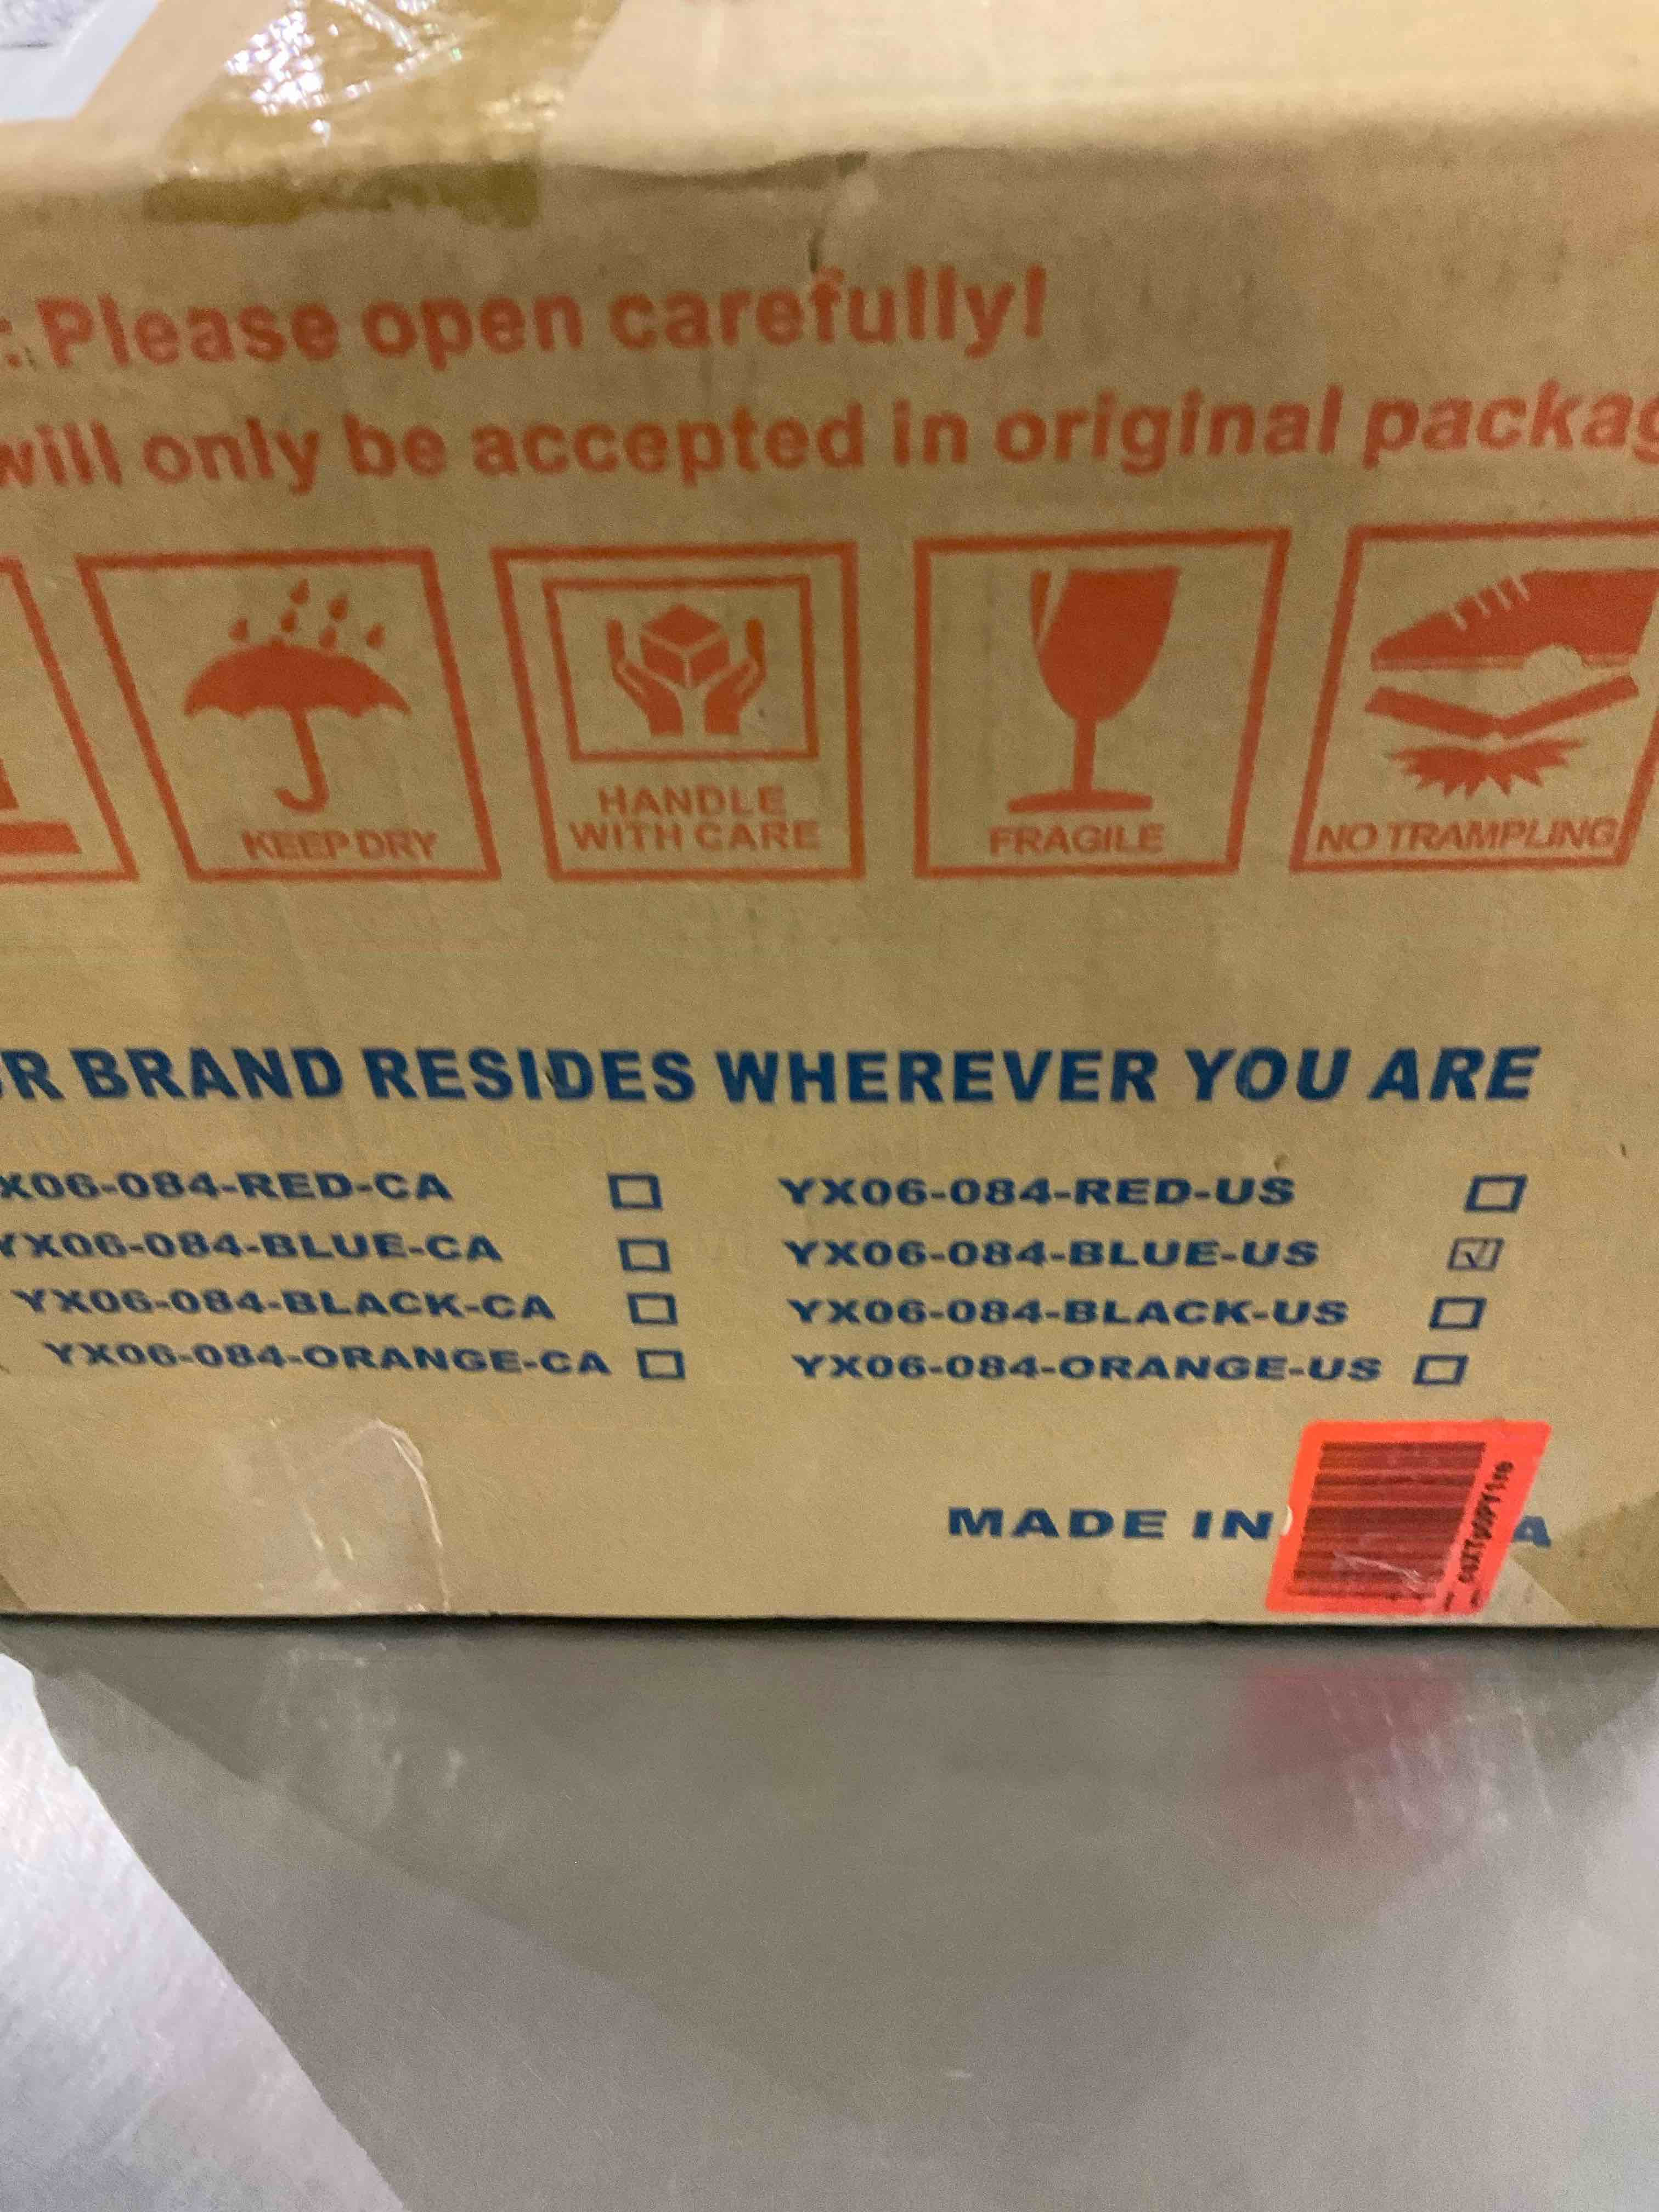 : Please open carefully!
will only be accepted in original packag
KEEP DRY
HANDLE
WITH CARE
FRAGILE
NO TRAMPLING
R BRAND RESIDES WHEREVER YOU ARE
X06-084-RED-CA
YX06-084-RED-US
YX06-084-BLUE-CA
YX06-084-BLUE-US
YX06-084-BLACK-CA
YX06-084-BLACK-US
YX06-084-ORANGE-CA
YX06-084-ORANGE-US
MADE IN A